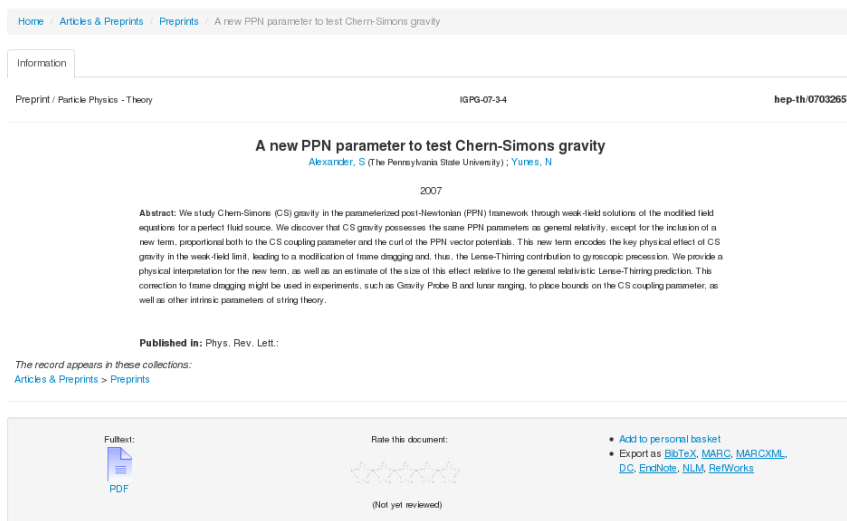 Home / Articles & Preprints / Preprints / A new PPN parameter to test Chern-Simons gravity
Information
Preprint / Particle Physics - Theory IGPG-07-3-4 hep-th/0703265
A new PPN parameter to test Chern-Simons gravity
Alexander, S (The Pennsylvania State University) ; Yunes, N
2007
Abstract: We study Chern-Simons (CS) gravity in the parameterized post-Newtonian (PPN) framework through weak-field solutions of the modified field
equations for a perfect fluid source. We discover that CS gravity possesses the same PPN parameters as general relativity, except for the inclusion of a
new term, proportional both to the CS coupling parameter and the curl of the PPN vector potentials. This new term encodes the key physical effect of CS
gravity in the weak-field limit, leading to a modification of frame dragging and, thus, the Lense-Thirring contribution to gyroscopic precession. We provide a
physical interpretation for the new term, as well as an estimate of the size of this effect relative to the general relativistic Lense-Thirring prediction. This
correction to frame dragging might be used in experiments, such as Gravity Probe B and lunar ranging, to place bounds on the CS coupling parameter, as
well as other intrinsic parameters of string theory.
Published in: Phys. Rev. Lett.:
The record appears in these collections:
Articles & Preprints > Preprints
Fulltext:
PDF
Rate this document:
(Not yet reviewed)
Add to personal basket
Export as BibTeX, MARC, MARCXML,
DC, EndNote, NLM, RefWorks